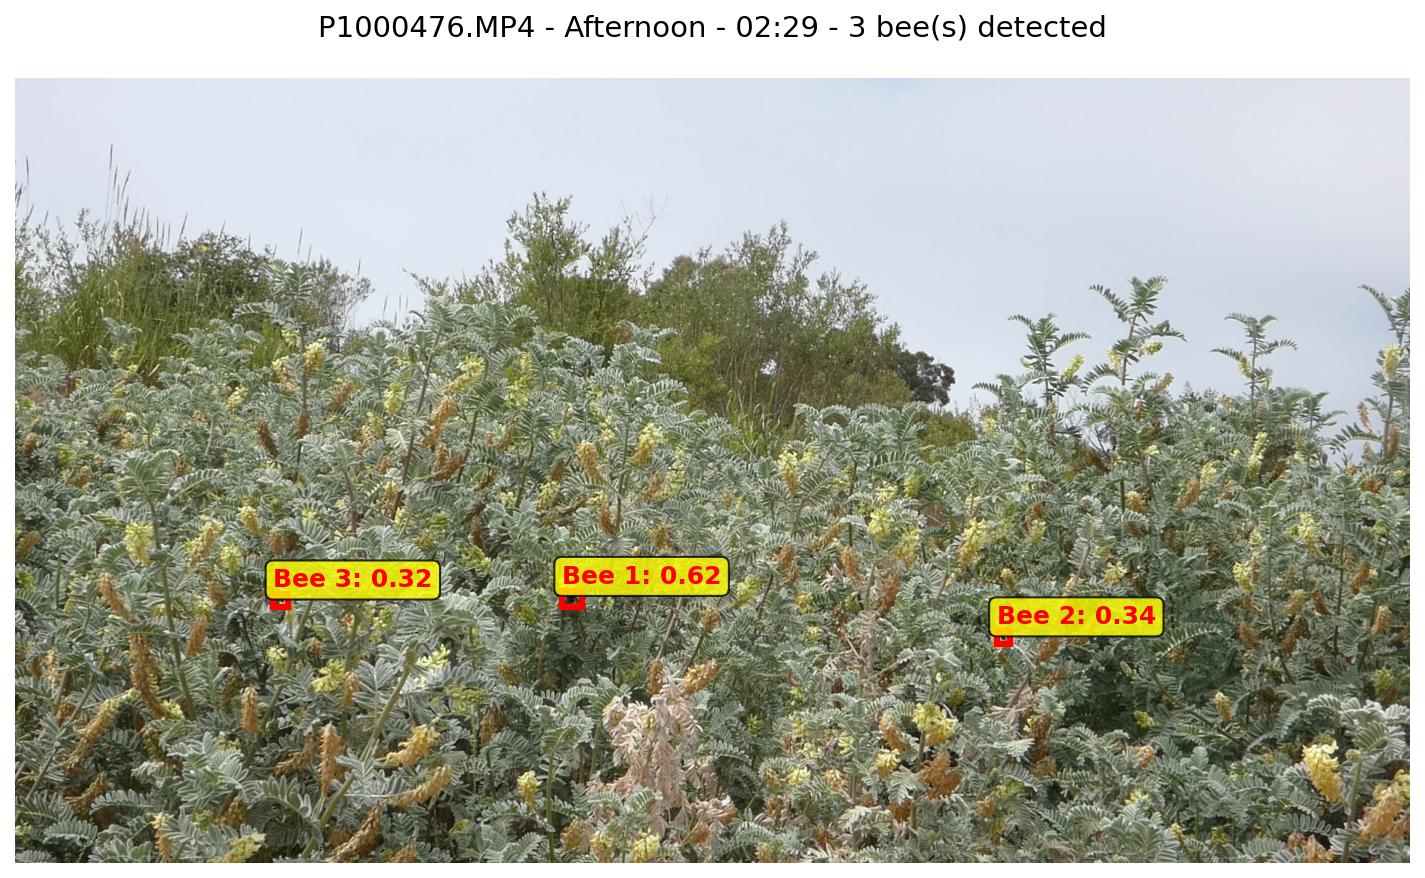 P1000476.MP4 - Afternoon - 02:29 - 3 bee(s) detected
Bee 3: 0.32
Bee 1: 0.62
Bee 2: 0.34